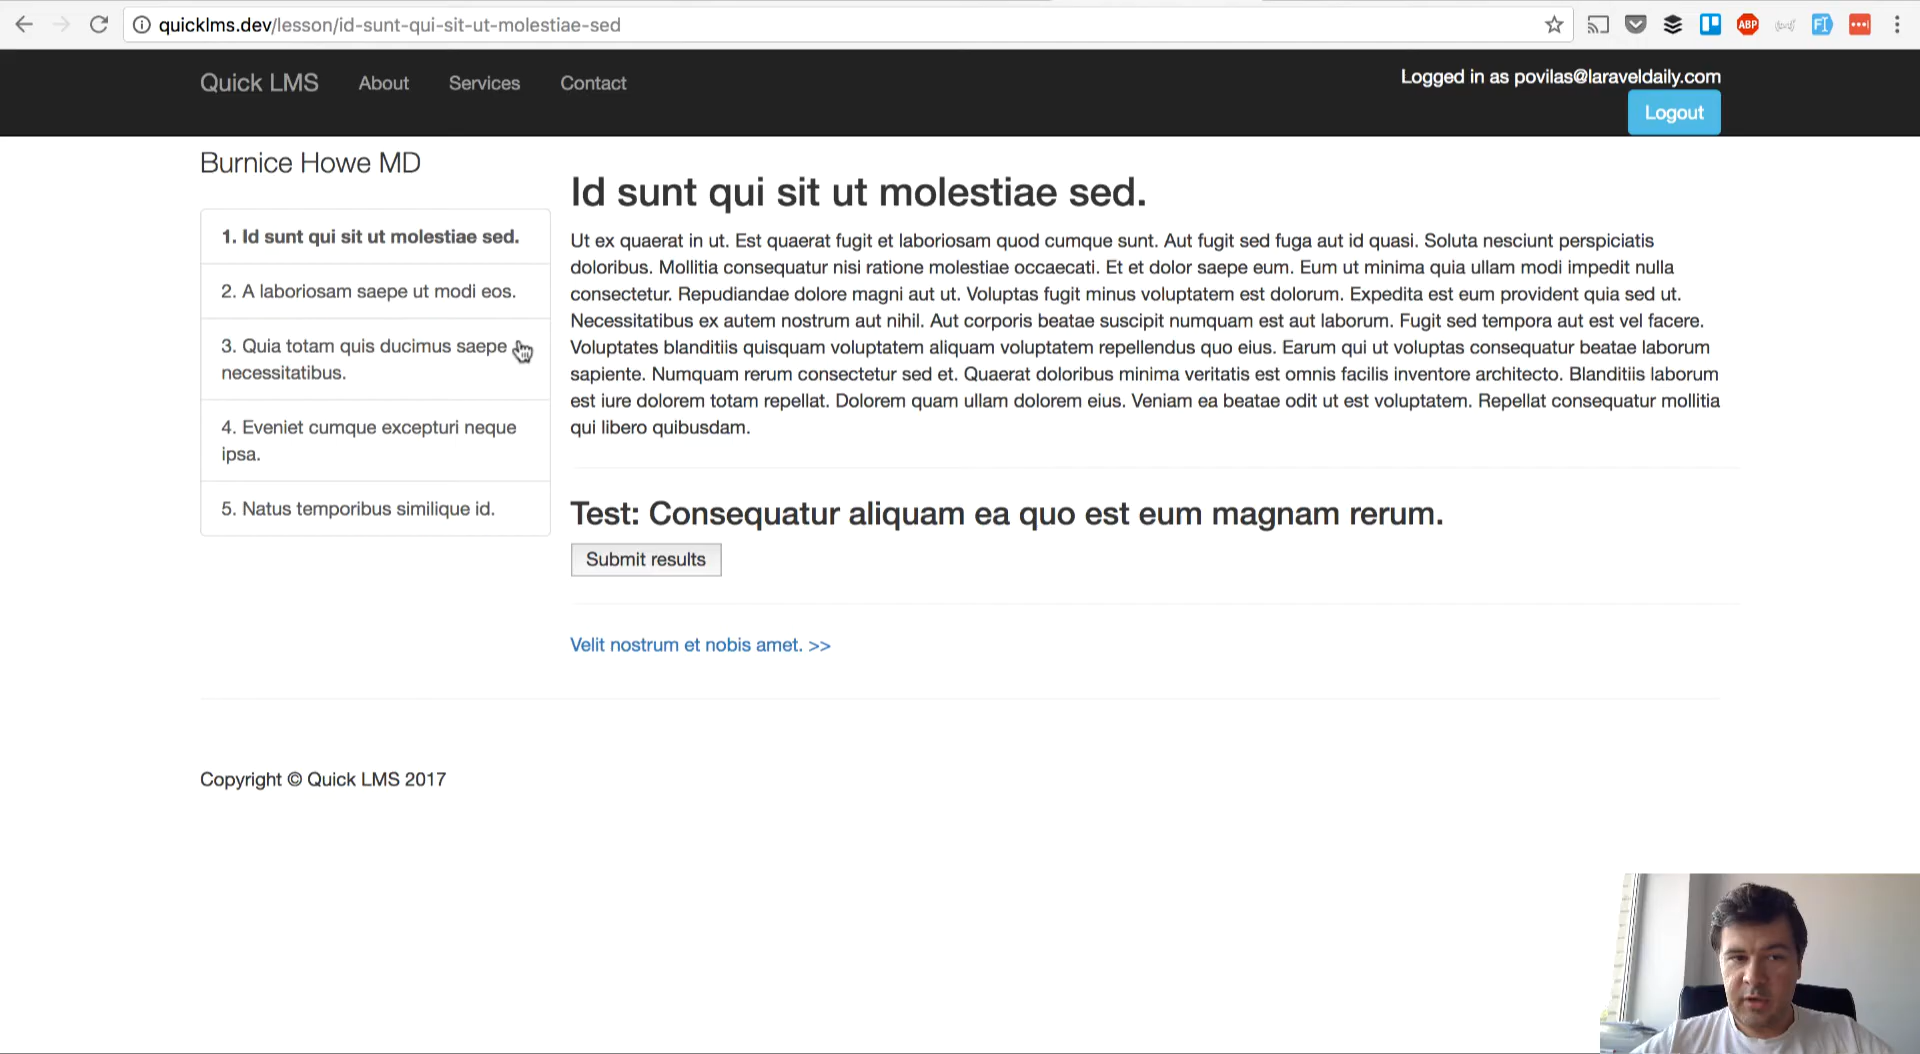 quicklms.dev/lesson/id-sunt-qui-sit-ut-molestiae-sed
ABP
Quick LMS
About
Services
Contact
Logged in as povilas@laraveldaily.com
Logout
Burnice Howe MD
1. Id sunt qui sit ut molestiae sed.
2. A laboriosam saepe ut modi eos.
3. Quia totam quis ducimus saepe
necessitatibus.
4. Eveniet cumque excepturi neque
ipsa.
5. Natus temporibus similique id.
Id sunt qui sit ut molestiae sed.
Ut ex quaerat in ut. Est quaerat fugit et laboriosam quod cumque sunt. Aut fugit sed fuga aut id quasi. Soluta nesciunt perspiciatis
doloribus. Mollitia consequatur nisi ratione molestiae occaecati. Et et dolor saepe eum. Eum ut minima quia ullam modi impedit nulla
consectetur. Repudiandae dolore magni aut ut. Voluptas fugit minus voluptatem est dolorum. Expedita est eum provident quia sed ut.
Necessitatibus ex autem nostrum aut nihil. Aut corporis beatae suscipit numquam est aut laborum. Fugit sed tempora aut est vel facere.
Voluptates blanditiis quisquam voluptatem aliquam voluptatem repellendus quo eius. Earum qui ut voluptas consequatur beatae laborum
sapiente. Numquam rerum consectetur sed et. Quaerat doloribus minima veritatis est omnis facilis inventore architecto. Blanditiis laborum
est iure dolorem totam repellat. Dolorem quam ullam dolorem eius. Veniam ea beatae odit ut est voluptatem. Repellat consequatur mollitia
qui libero quibusdam.
Test: Consequatur aliquam ea quo est eum magnam rerum.
Submit results
Velit nostrum et nobis amet. >>
Copyright © Quick LMS 2017